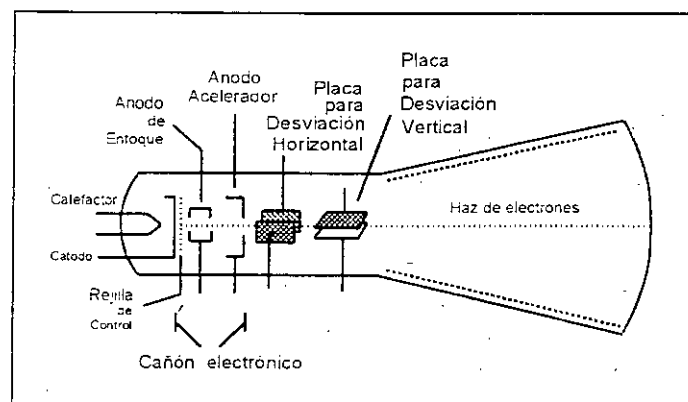 Anodo
de
Enfoque
Anodo
Acelerador
Placa
para
Desviación
Horizontal
Placa
para
Desviación
Vertical
Calefactor
Catodo
Haz de electrones
Rejilla
de
Control
Cañón electrónico